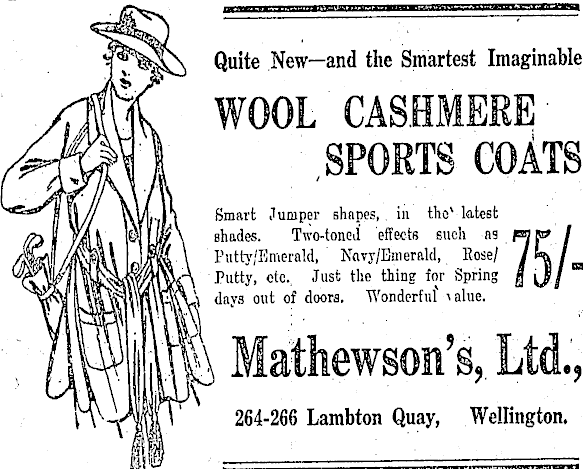 Quite New—and the Smartest Imaginable
WOOL CASHMERE
SPORTS COATS
Smart Jumper shapes, in the latest
shades. Two-toned effects such as
Putty/Emerald, Navy/Emerald, Rose/
Putty, etc. Just the thing for Spring
days out of doors. Wonderful value.
75/-
Mathewson's, Ltd.,
264-266 Lambton Quay, Wellington.